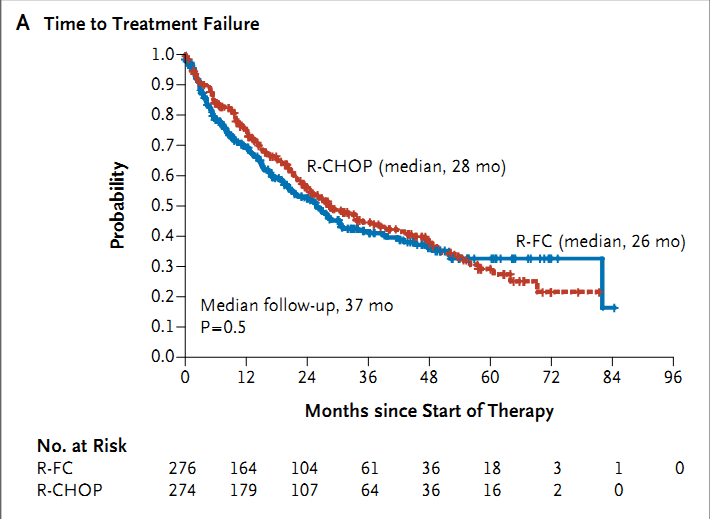 A Time to Treatment Failure
1.0
0.9
0.8
0.7
0.6
0.5
0.4
0.3
0.2
0.1
0.0
Probability
R-CHOP (median, 28 mo)
R-FC (median, 26 mo)
Median follow-up, 37 mo
P=0.5
0 12 24 36 48 60 72 84 96
Months since Start of Therapy
No. at Risk
R-FC 276 164 104 61 36 18 3 1 0
R-CHOP 274 179 107 64 36 16 2 0